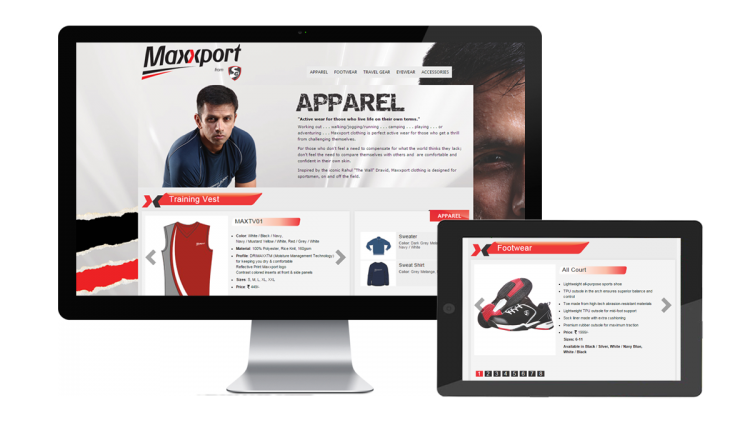 Maxxport
from
APPAREL FOOTWEAR TRAVEL GEAR EYEWEAR ACCESSORIES
APPAREL
"Active wear for those who live life on their own terms."
Working out . . . walking/jogging/running . . . camping . . . playing . . . or
adventuring . . . Maxxport clothing is perfect active wear for those who get a thrill
from challenging themselves.
For those who don't feel a need to compensate for what the world thinks they lack;
don't feel the need to compare themselves with others and are comfortable and
confident in their own skin.
Inspired by the iconic Rahul "The Wall" Dravid, Maxxport clothing is designed for
sportsmen, on and off the field.
Training Vest
MAXTV01
Color: White / Black / Navy,
Navy / Mustard, Yellow / White, Red / Grey / White
Material: 100% Polyester, Rice Knit, 160gsm
Profile: (Moisture Management Technology)
for keeping you dry & comfortable
Reflective Print Maxxport logo
Contrast colored inserts at front & side panels
Sizes: S, M, L, XL, XXL
Price: ₹
APPAREL
Sweater
Color: Dark Grey
Navy / White
Sweat Shirt
Color: Grey Melange,
Footwear
All Court
Lightweight all-purpose sports shoe
TPU outsole in the arch ensures superior balance and
control
Toe made from high tech abrasion resistant materials
Lightweight TPU outsole for mid-foot support
Sock liner made with extra cushioning
Premium rubber outsole for maximum traction
Price: ₹
Sizes: 6-11
Available in Black / Silver, White / Navy Blue,
White / Black
1 2 3 4 5 6 7 8